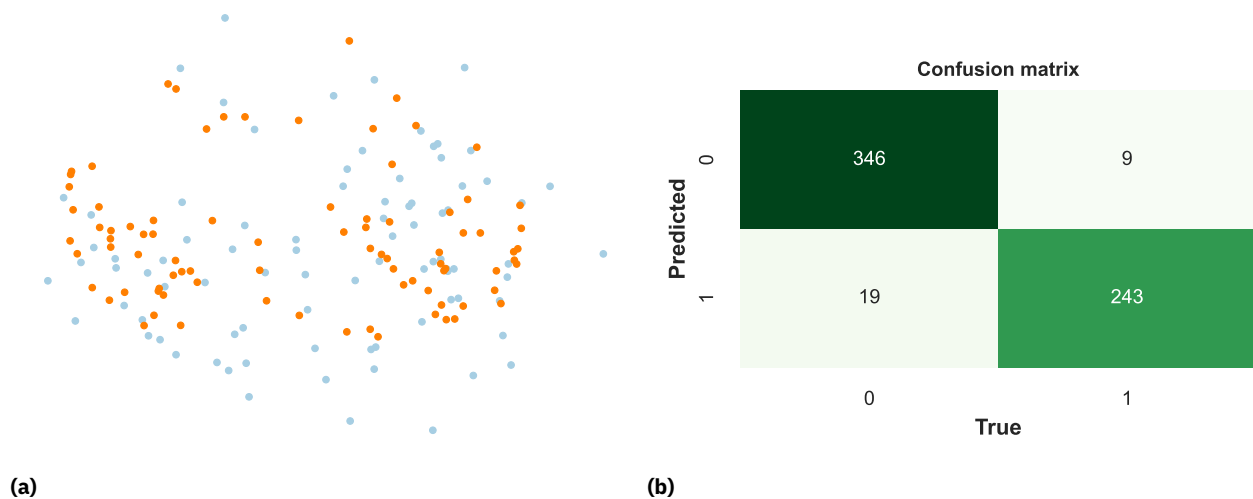 Confusion matrix
Predicted
0
346
9
1
19
243
0
1
True
(a)
(b)